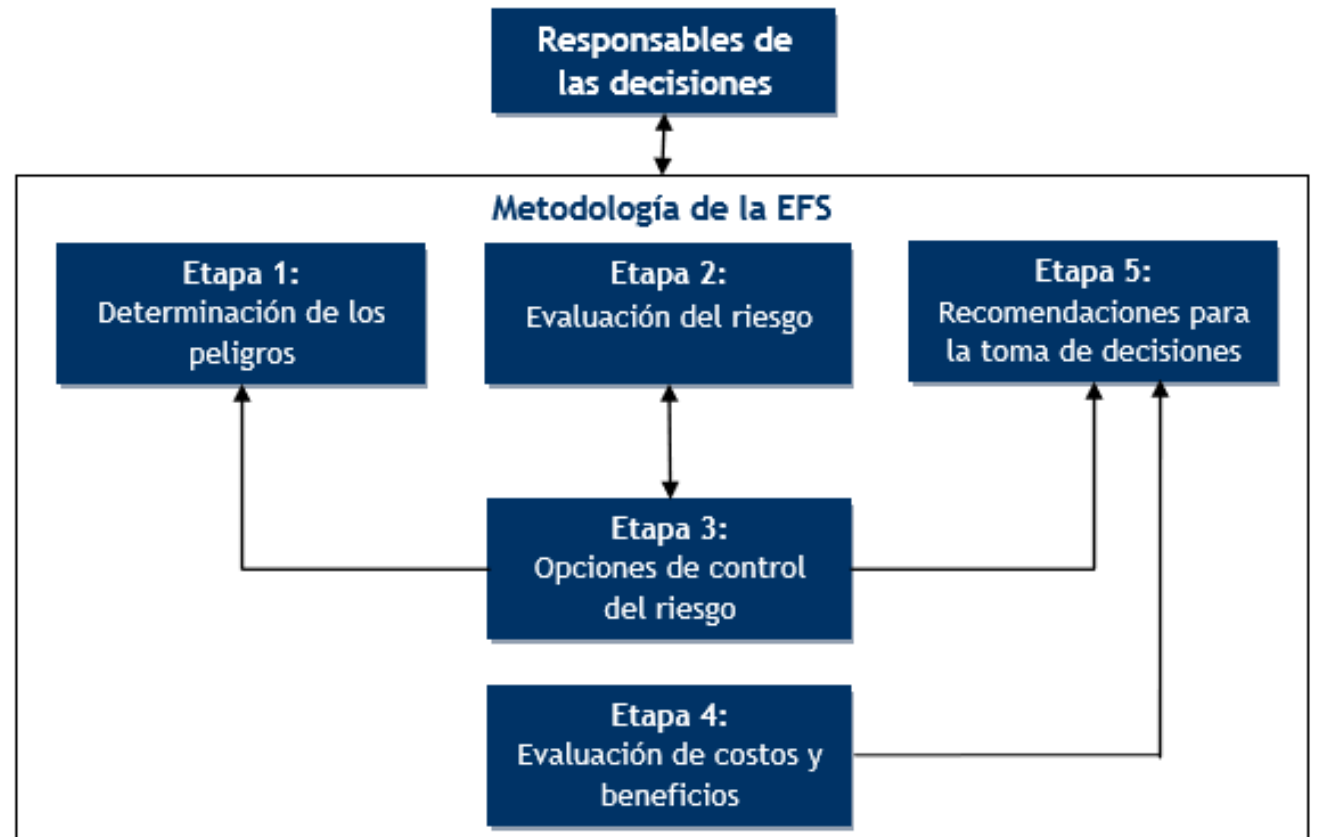 Responsables de
las decisiones
Metodología de la EFS
Etapa 1:
Determinación de los
peligros
Etapa 2:
Evaluación del riesgo
Etapa 5:
Recomendaciones para
la toma de decisiones
Etapa 3:
Opciones de control
del riesgo
Etapa 4:
Evaluación de costos y
beneficios